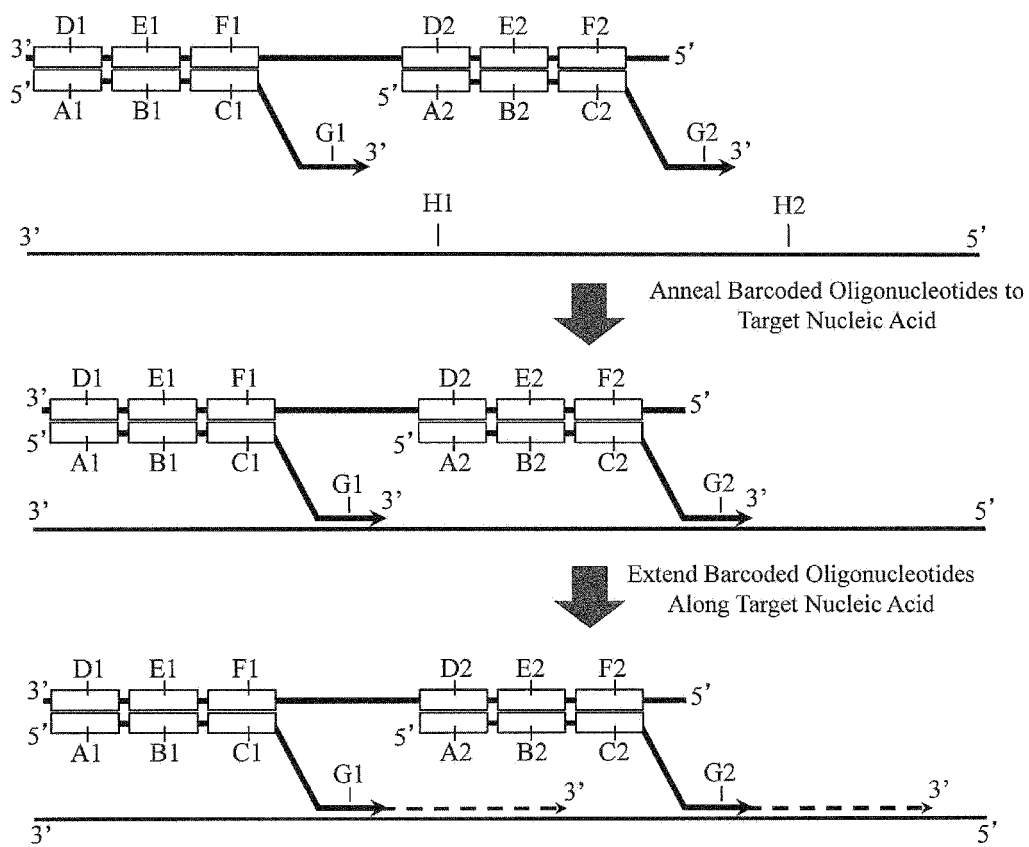 D1 E1 F1 D2 E2 F2
3’ 5’
5’ 5’
A1 B1 C1 A2 B2 C2
G1 3’ G2 3’
H1 H2
3’ 5’
Anneal Barcoded Oligonucleotides to
Target Nucleic Acid
D1 E1 F1 D2 E2 F2
3’ 5’
5’ 5’
A1 B1 C1 A2 B2 C2
G1 3’ G2 3’
3’ 5’
Extend Barcoded Oligonucleotides
Along Target Nucleic Acid
D1 E1 F1 D2 E2 F2
3’ 5’
5’ 5’
A1 B1 C1 A2 B2 C2
G1 3’ G2 3’
3’ 5’